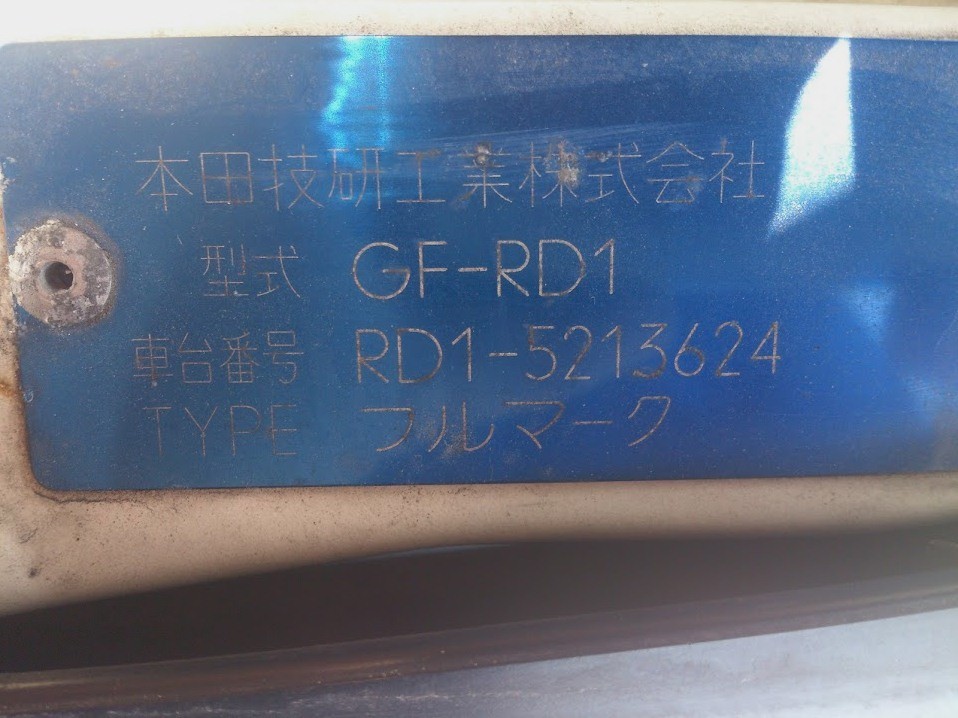 本田技研工業株式会社
型式 GF-RD1
車台番号 RD1-5213624
TYPE フルマーク